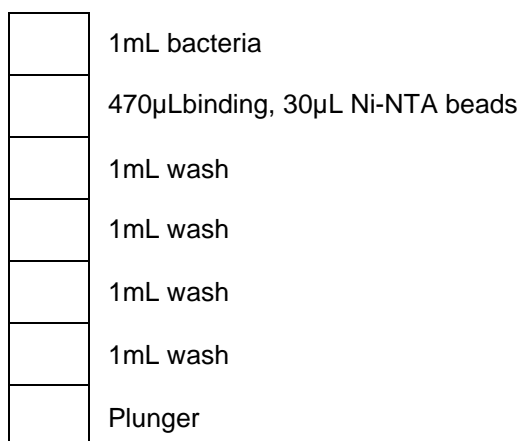 1mL bacteria
470µLbinding, 30µL Ni-NTA beads
1mL wash
1mL wash
1mL wash
1mL wash
Plunger